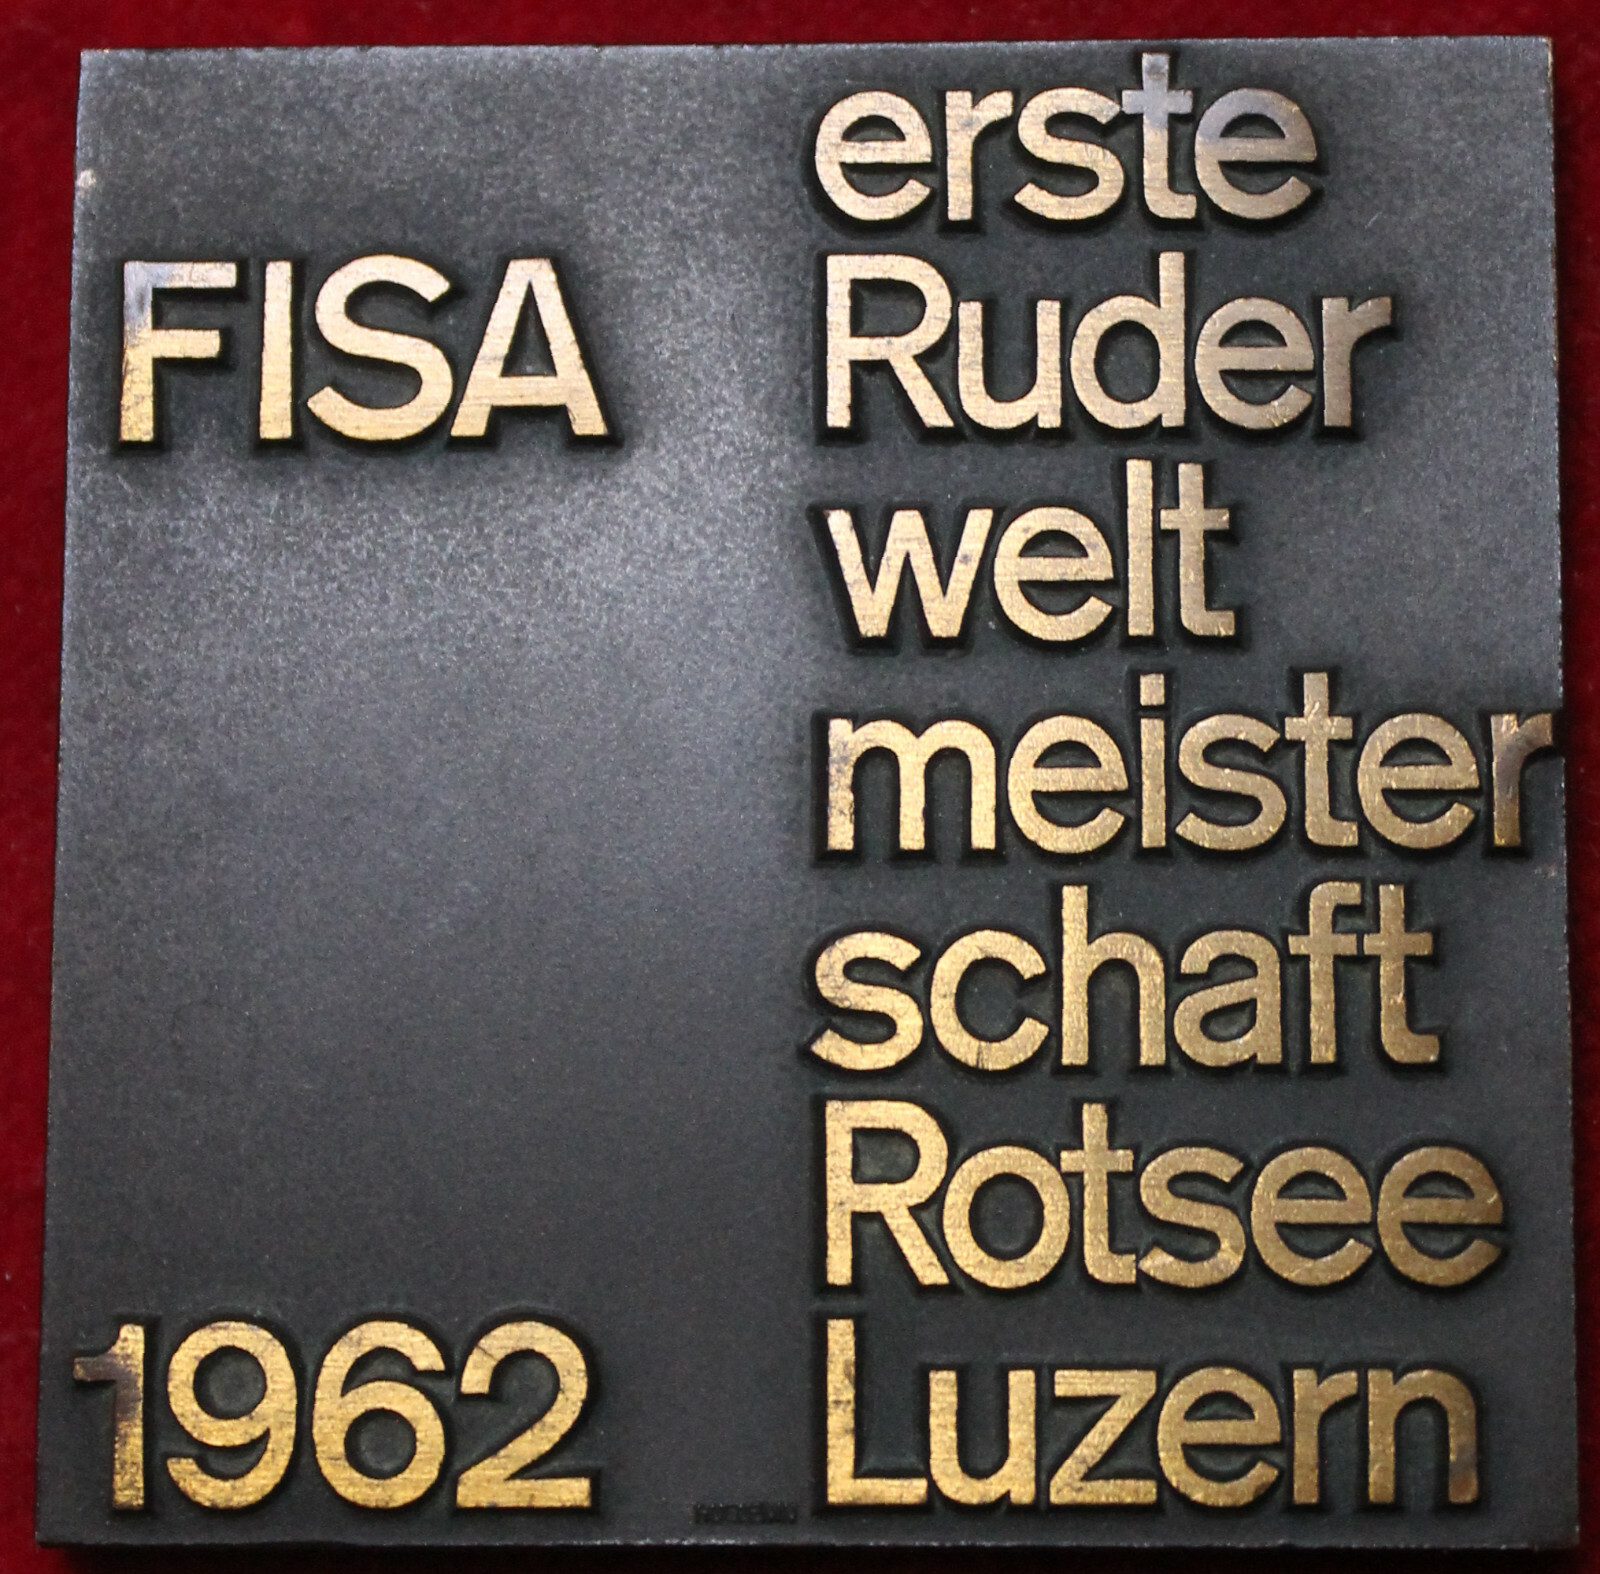 FISA
1962
erste
Ruder
welt
meister
schaft
Rotsee
Luzern